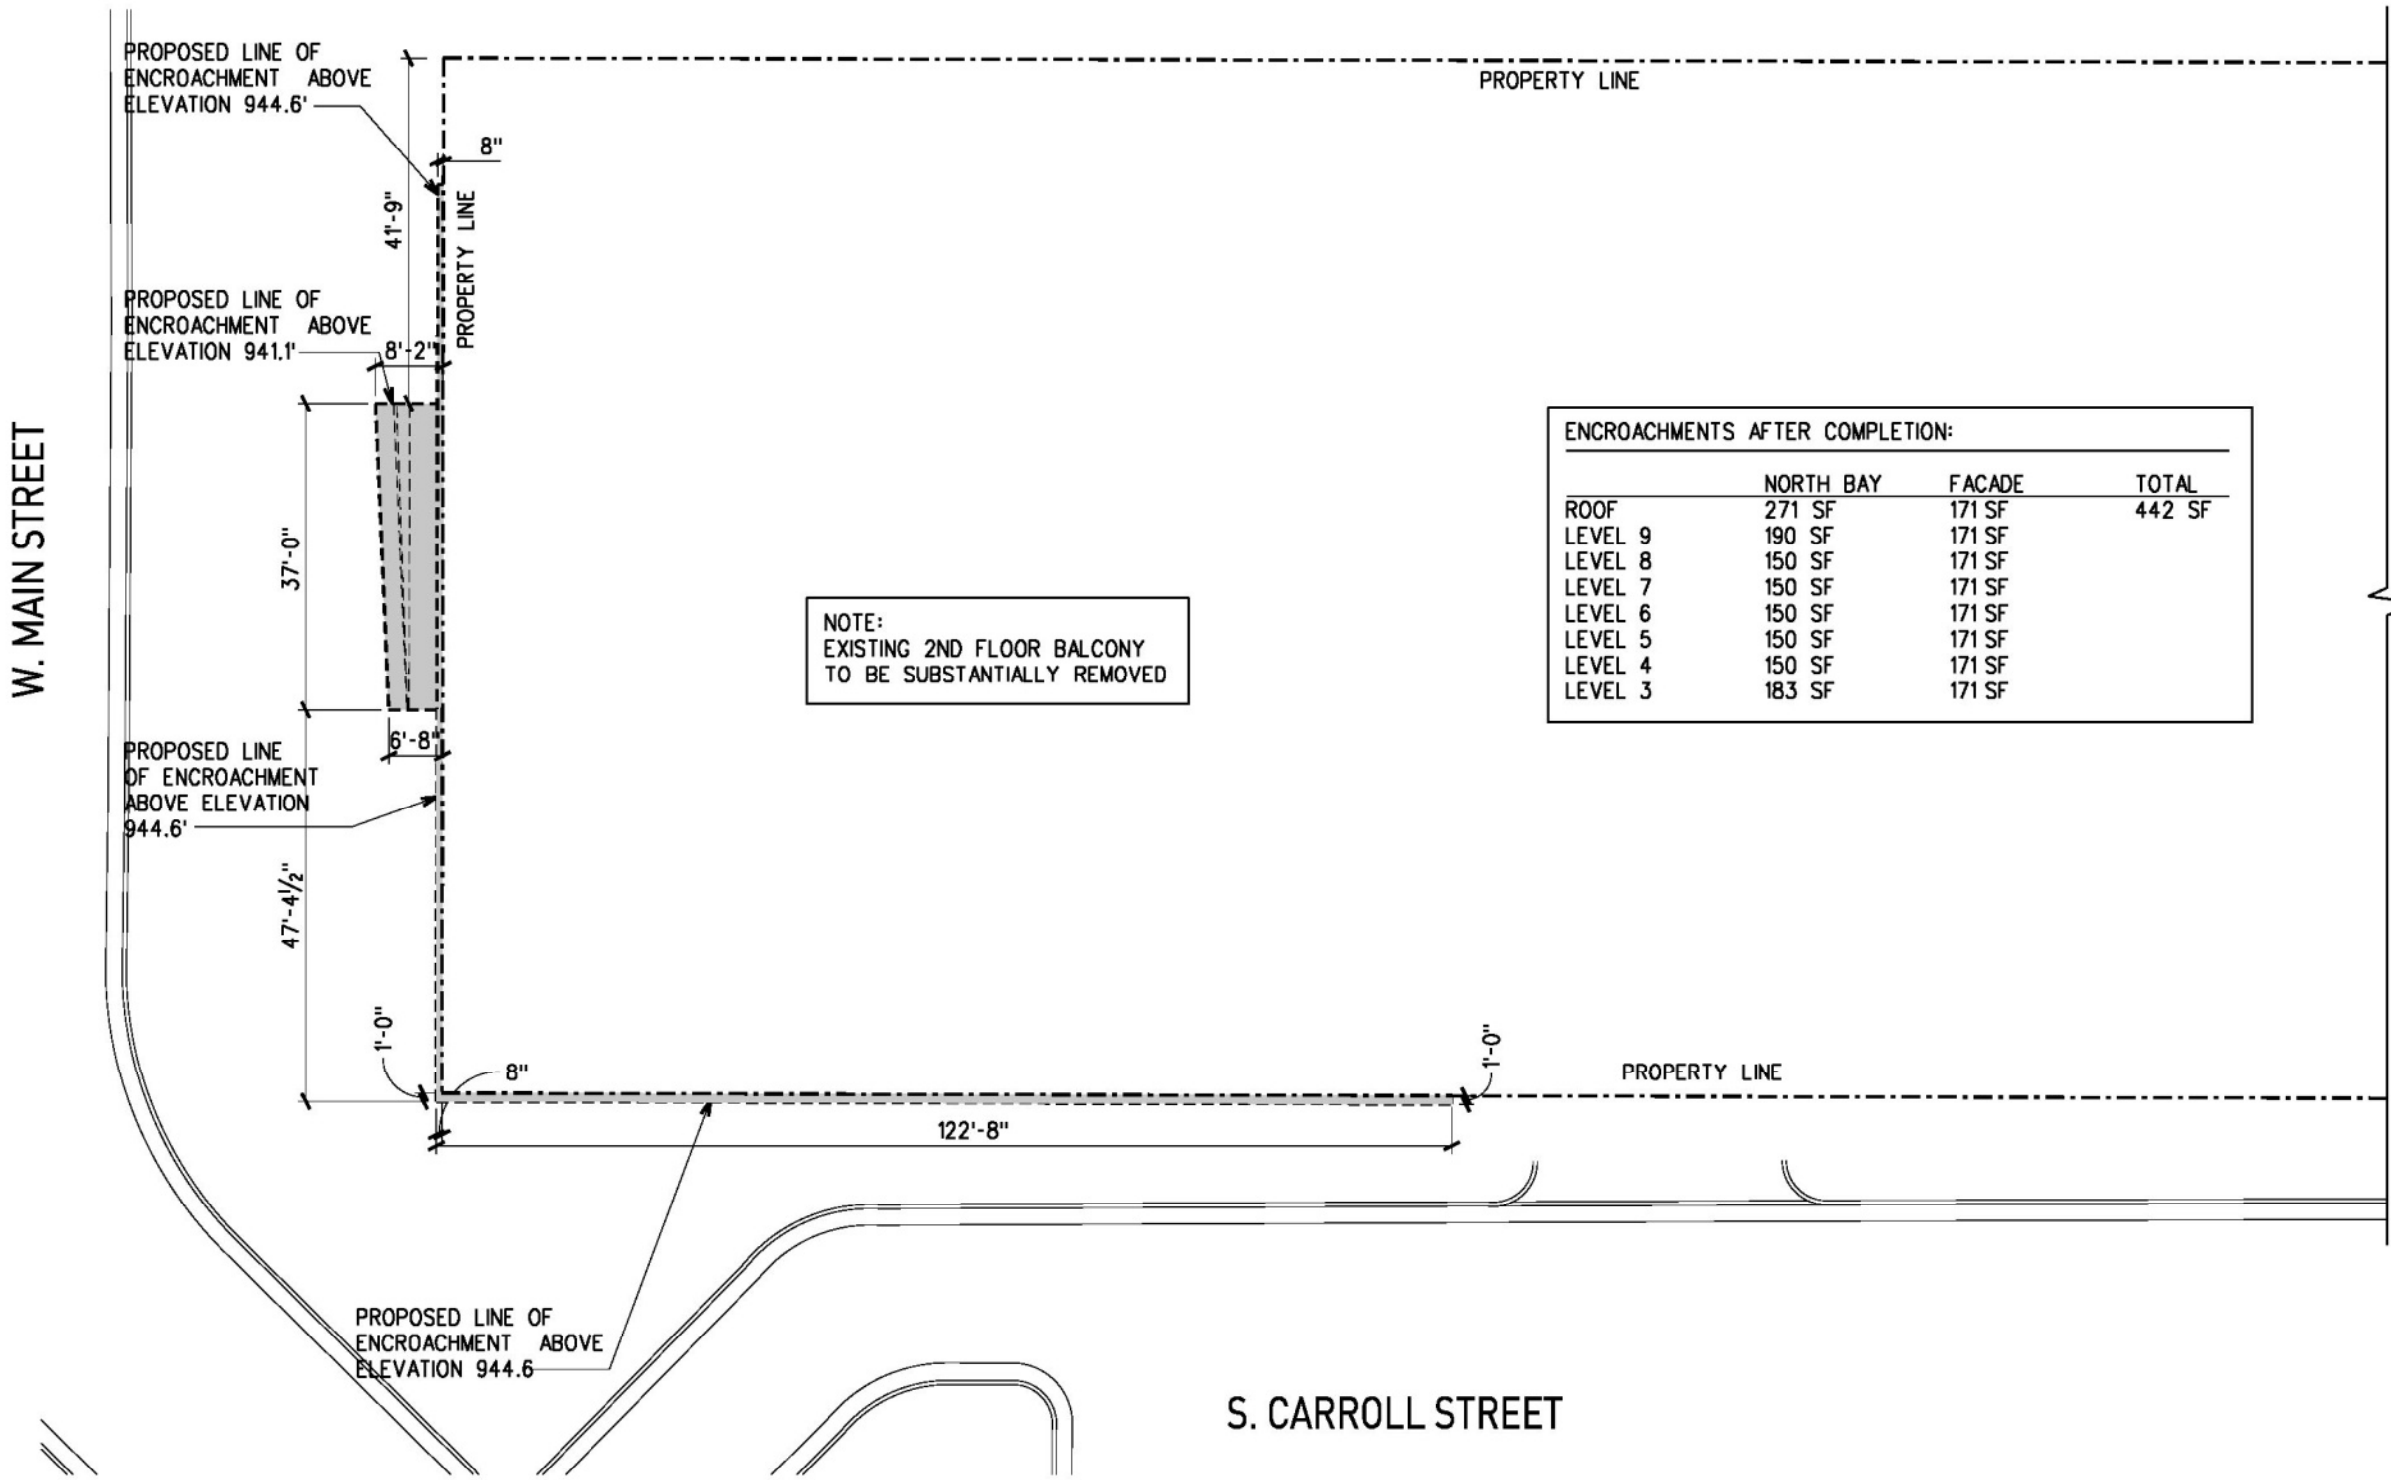 PROPOSED LINE OF
ENCROACHMENT ABOVE
ELEVATION 944.6'
PROPERTY LINE
8"
41'-9"
PROPERTY LINE
PROPOSED LINE OF
ENCROACHMENT ABOVE
ELEVATION 941.1'
8'-2"
W. MAIN STREET
37'-0"
ENCROACHMENTS AFTER COMPLETION:
NORTH BAY FACADE TOTAL
ROOF 271 SF 171 SF 442 SF
LEVEL 9 190 SF 171 SF
LEVEL 8 150 SF 171 SF
LEVEL 7 150 SF 171 SF
LEVEL 6 150 SF 171 SF
LEVEL 5 150 SF 171 SF
LEVEL 4 150 SF 171 SF
LEVEL 3 183 SF 171 SF
NOTE:
EXISTING 2ND FLOOR BALCONY
TO BE SUBSTANTIALLY REMOVED
6'-8"
PROPOSED LINE
OF ENCROACHMENT
ABOVE ELEVATION
944.6'
47'-4½"
1'-0"
8"
1'-0"
PROPERTY LINE
122'-8"
PROPOSED LINE OF
ENCROACHMENT ABOVE
ELEVATION 944.6
S. CARROLL STREET